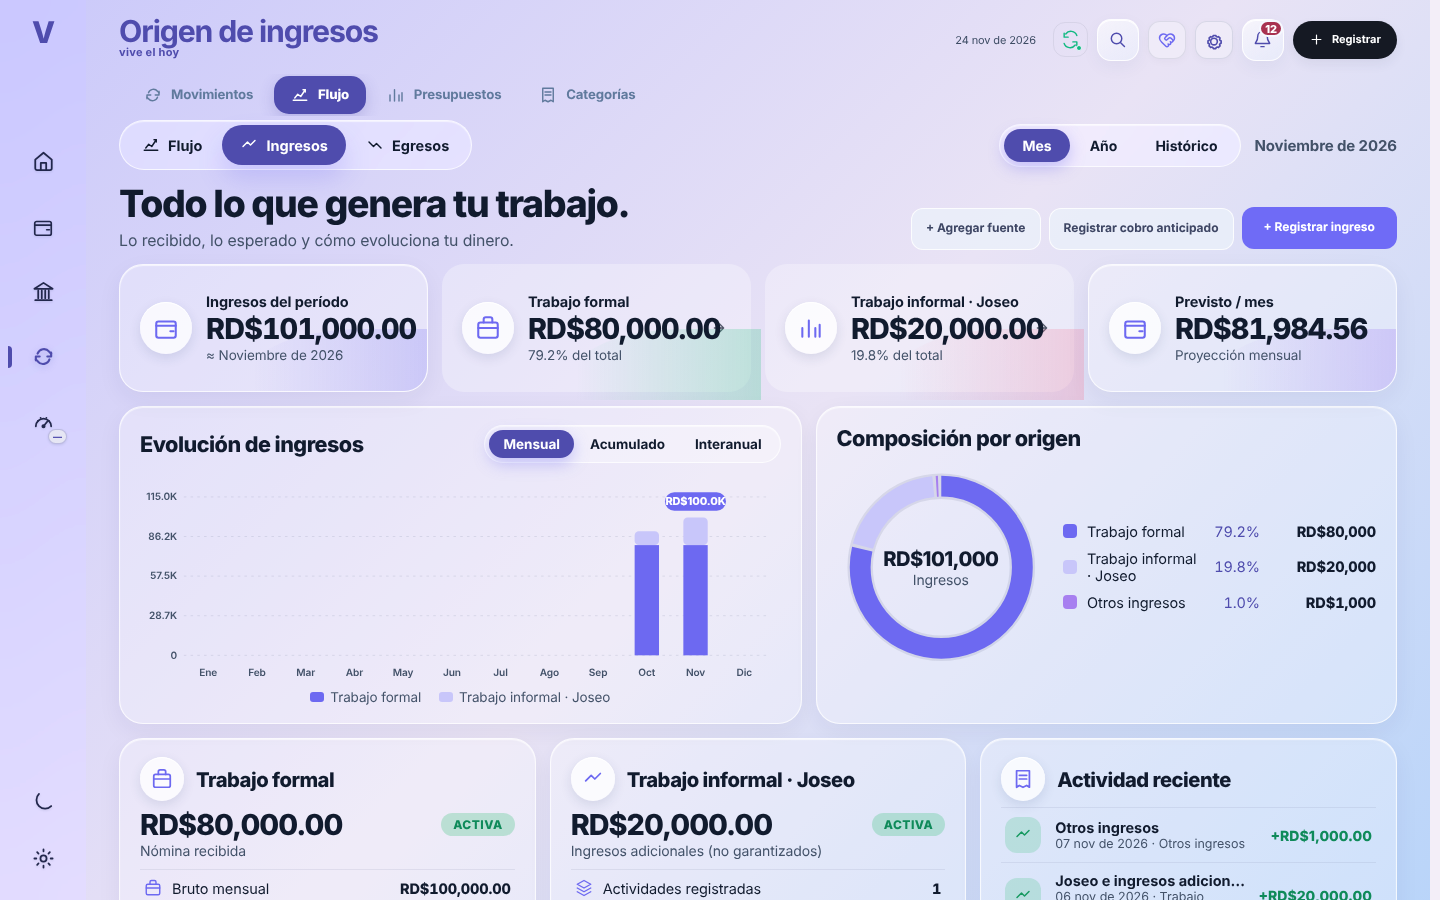 V
Origen de ingresos
vive el hoy
24 nov de 2026
12
+ Registrar
Movimientos
Flujo
Presupuestos
Categorías
Flujo
Ingresos
Egresos
Mes
Año
Histórico
Noviembre de 2026
Todo lo que genera tu trabajo.
Lo recibido, lo esperado y cómo evoluciona tu dinero.
+ Agregar fuente
Registrar cobro anticipado
+ Registrar ingreso
Ingresos del período
RD$101,000.00
≈ Noviembre de 2026
Trabajo formal
RD$80,000.00
79.2% del total
Trabajo informal · Joseo
RD$20,000.00
19.8% del total
Previsto / mes
RD$81,984.56
Proyección mensual
Evolución de ingresos
Mensual
Acumulado
Interanual
115.0K
86.2K
57.5K
28.7K
0
RD$100.0K
Ene
Feb
Mar
Abr
May
Jun
Jul
Ago
Sep
Oct
Nov
Dic
Trabajo formal
Trabajo informal · Joseo
Composición por origen
RD$101,000
Ingresos
Trabajo formal 79.2% RD$80,000
Trabajo informal
· Joseo 19.8% RD$20,000
Otros ingresos 1.0% RD$1,000
Trabajo formal
RD$80,000.00
ACTIVA
Nómina recibida
Bruto mensual RD$100,000.00
Trabajo informal · Joseo
RD$20,000.00
ACTIVA
Ingresos adicionales (no garantizados)
Actividades registradas 1
Actividad reciente
Otros ingresos
07 nov de 2026 · Otros ingresos
+RD$1,000.00
Joseo e ingresos adicion...
06 nov de 2026 · Trabajo
+RD$20,000.00